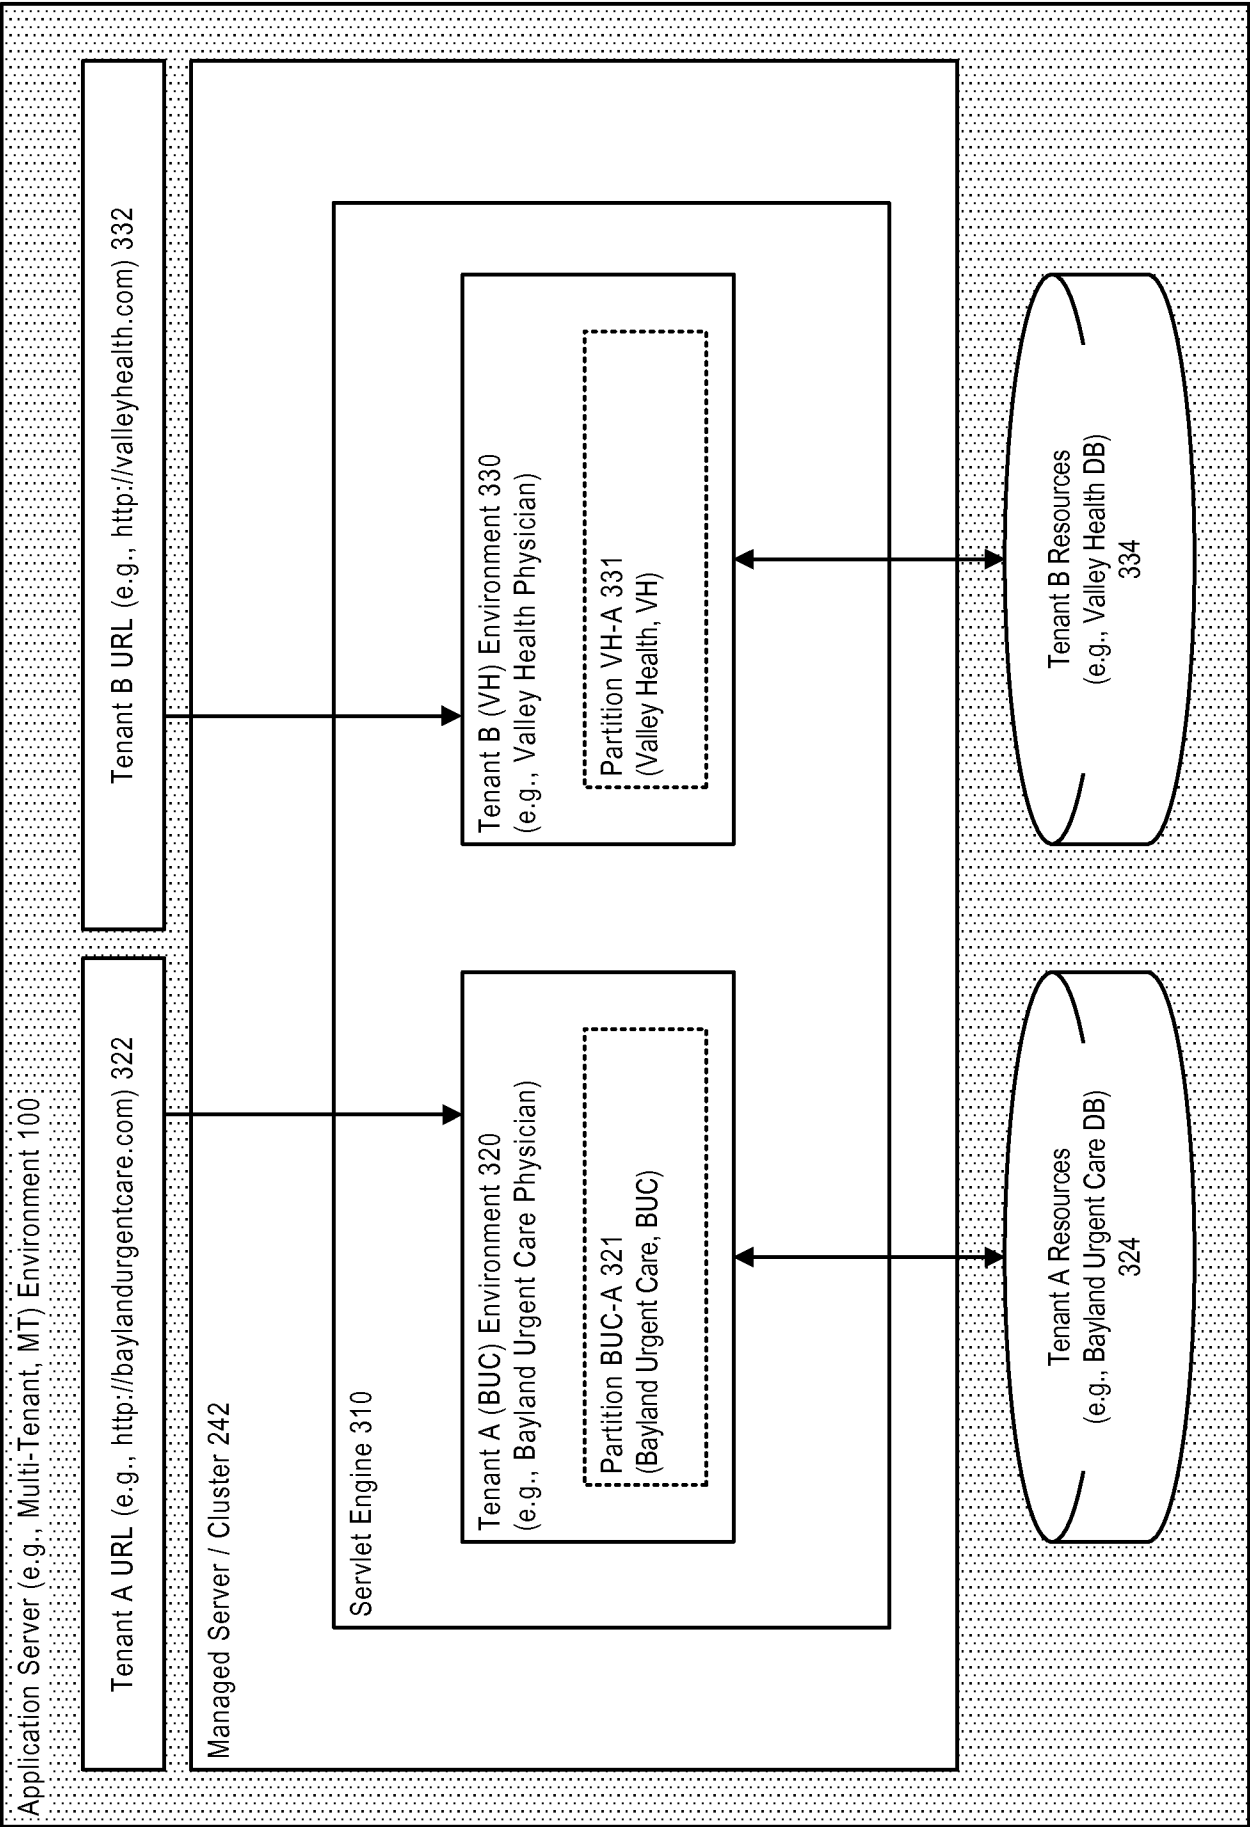 Application Server (e.g., Multi-Tenant, MT) Environment 100
Tenant A URL (e.g., http://baylandurgentcare.com) 322
Tenant B URL (e.g., http://valleyhealth.com) 332
Managed Server / Cluster 242
Servlet Engine 310
Tenant A (BUC) Environment 320
(e.g., Bayland Urgent Care Physician)
Partition BUC-A 321
(Bayland Urgent Care, BUC)
Tenant B (VH) Environment 330
(e.g., Valley Health Physician)
Partition VH-A 331
(Valley Health, VH)
Tenant A Resources
(e.g., Bayland Urgent Care DB)
324
Tenant B Resources
(e.g., Valley Health DB)
334